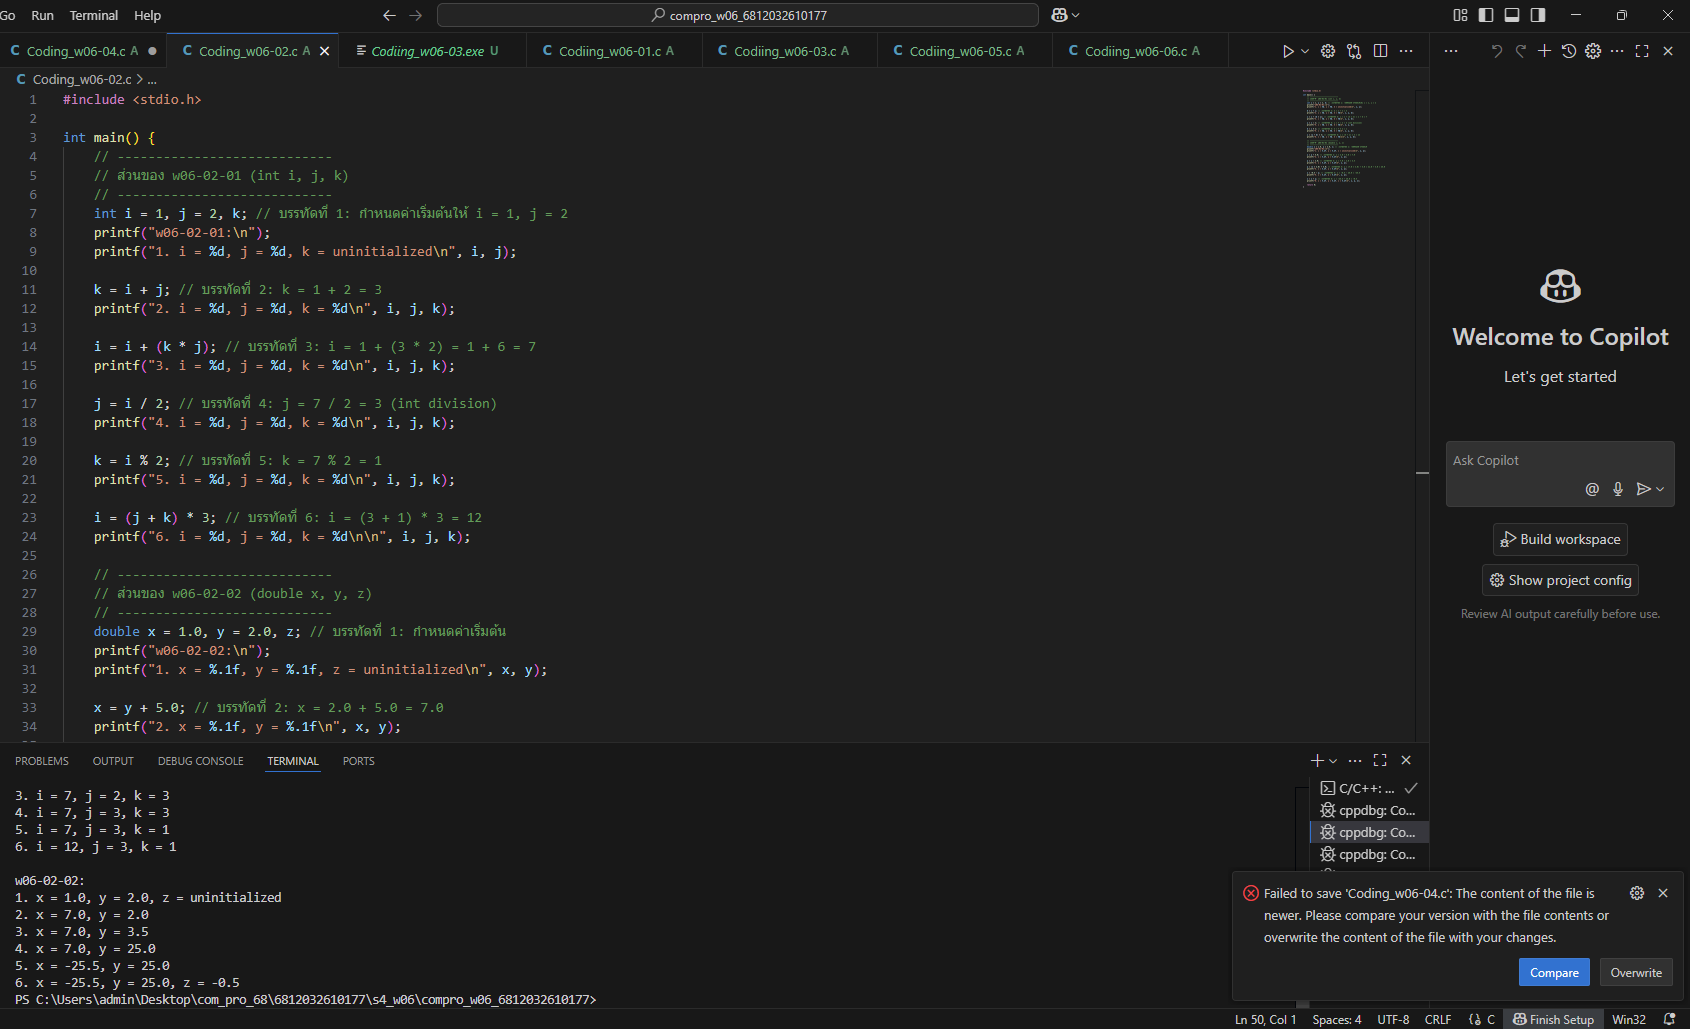 Go Run Terminal Help
compro_w06_6812032610177
C Coding_w06-04.c A
C Coding_w06-02.c A
Codiing_w06-03.exe U
C Codiing_w06-01.c A
C Codiing_w06-03.c A
C Codiing_w06-05.c A
C Codiing_w06-06.c A
C Coding_w06-02.c > ...
1 #include <stdio.h>
2
3 int main() {
4 // ----------------------------
5 // ส่วนของ w06-02-01 (int i, j, k)
6 // ----------------------------
7 int i = 1, j = 2, k; // บรรทัดที่ 1: กำหนดค่าเริ่มต้นให้ i = 1, j = 2
8 printf("w06-02-01:\n");
9 printf("1. i = %d, j = %d, k = uninitialized\n", i, j);
10
11 k = i + j; // บรรทัดที่ 2: k = 1 + 2 = 3
12 printf("2. i = %d, j = %d, k = %d\n", i, j, k);
13
14 i = i + (k * j); // บรรทัดที่ 3: i = 1 + (3 * 2) = 1 + 6 = 7
15 printf("3. i = %d, j = %d, k = %d\n", i, j, k);
16
17 j = i / 2; // บรรทัดที่ 4: j = 7 / 2 = 3 (int division)
18 printf("4. i = %d, j = %d, k = %d\n", i, j, k);
19
20 k = i % 2; // บรรทัดที่ 5: k = 7 % 2 = 1
21 printf("5. i = %d, j = %d, k = %d\n", i, j, k);
22
23 i = (j + k) * 3; // บรรทัดที่ 6: i = (3 + 1) * 3 = 12
24 printf("6. i = %d, j = %d, k = %d\n\n", i, j, k);
25
26 // ----------------------------
27 // ส่วนของ w06-02-02 (double x, y, z)
28 // ----------------------------
29 double x = 1.0, y = 2.0, z; // บรรทัดที่ 1: กำหนดค่าเริ่มต้น
30 printf("w06-02-02:\n");
31 printf("1. x = %.1f, y = %.1f, z = uninitialized\n", x, y);
32
33 x = y + 5.0; // บรรทัดที่ 2: x = 2.0 + 5.0 = 7.0
34 printf("2. x = %.1f, y = %.1f\n", x, y);
Welcome to Copilot
Let's get started
Ask Copilot
@
Build workspace
Show project config
Review AI output carefully before use.
PROBLEMS OUTPUT DEBUG CONSOLE TERMINAL PORTS
3. i = 7, j = 2, k = 3
4. i = 7, j = 3, k = 3
5. i = 7, j = 3, k = 1
6. i = 12, j = 3, k = 1
w06-02-02:
1. x = 1.0, y = 2.0, z = uninitialized
2. x = 7.0, y = 2.0
3. x = 7.0, y = 3.5
4. x = 7.0, y = 25.0
5. x = -25.5, y = 25.0
6. x = -25.5, y = 25.0, z = -0.5
PS C:\Users\admin\Desktop\com_pro_68\6812032610177\s4_w06\compro_w06_6812032610177>
C/C++: ...
cppdbg: Co...
cppdbg: Co...
cppdbg: Co...
Failed to save 'Coding_w06-04.c': The content of the file is
newer. Please compare your version with the file contents or
overwrite the content of the file with your changes.
Compare Overwrite
Ln 50, Col 1 Spaces: 4 UTF-8 CRLF C Finish Setup Win32